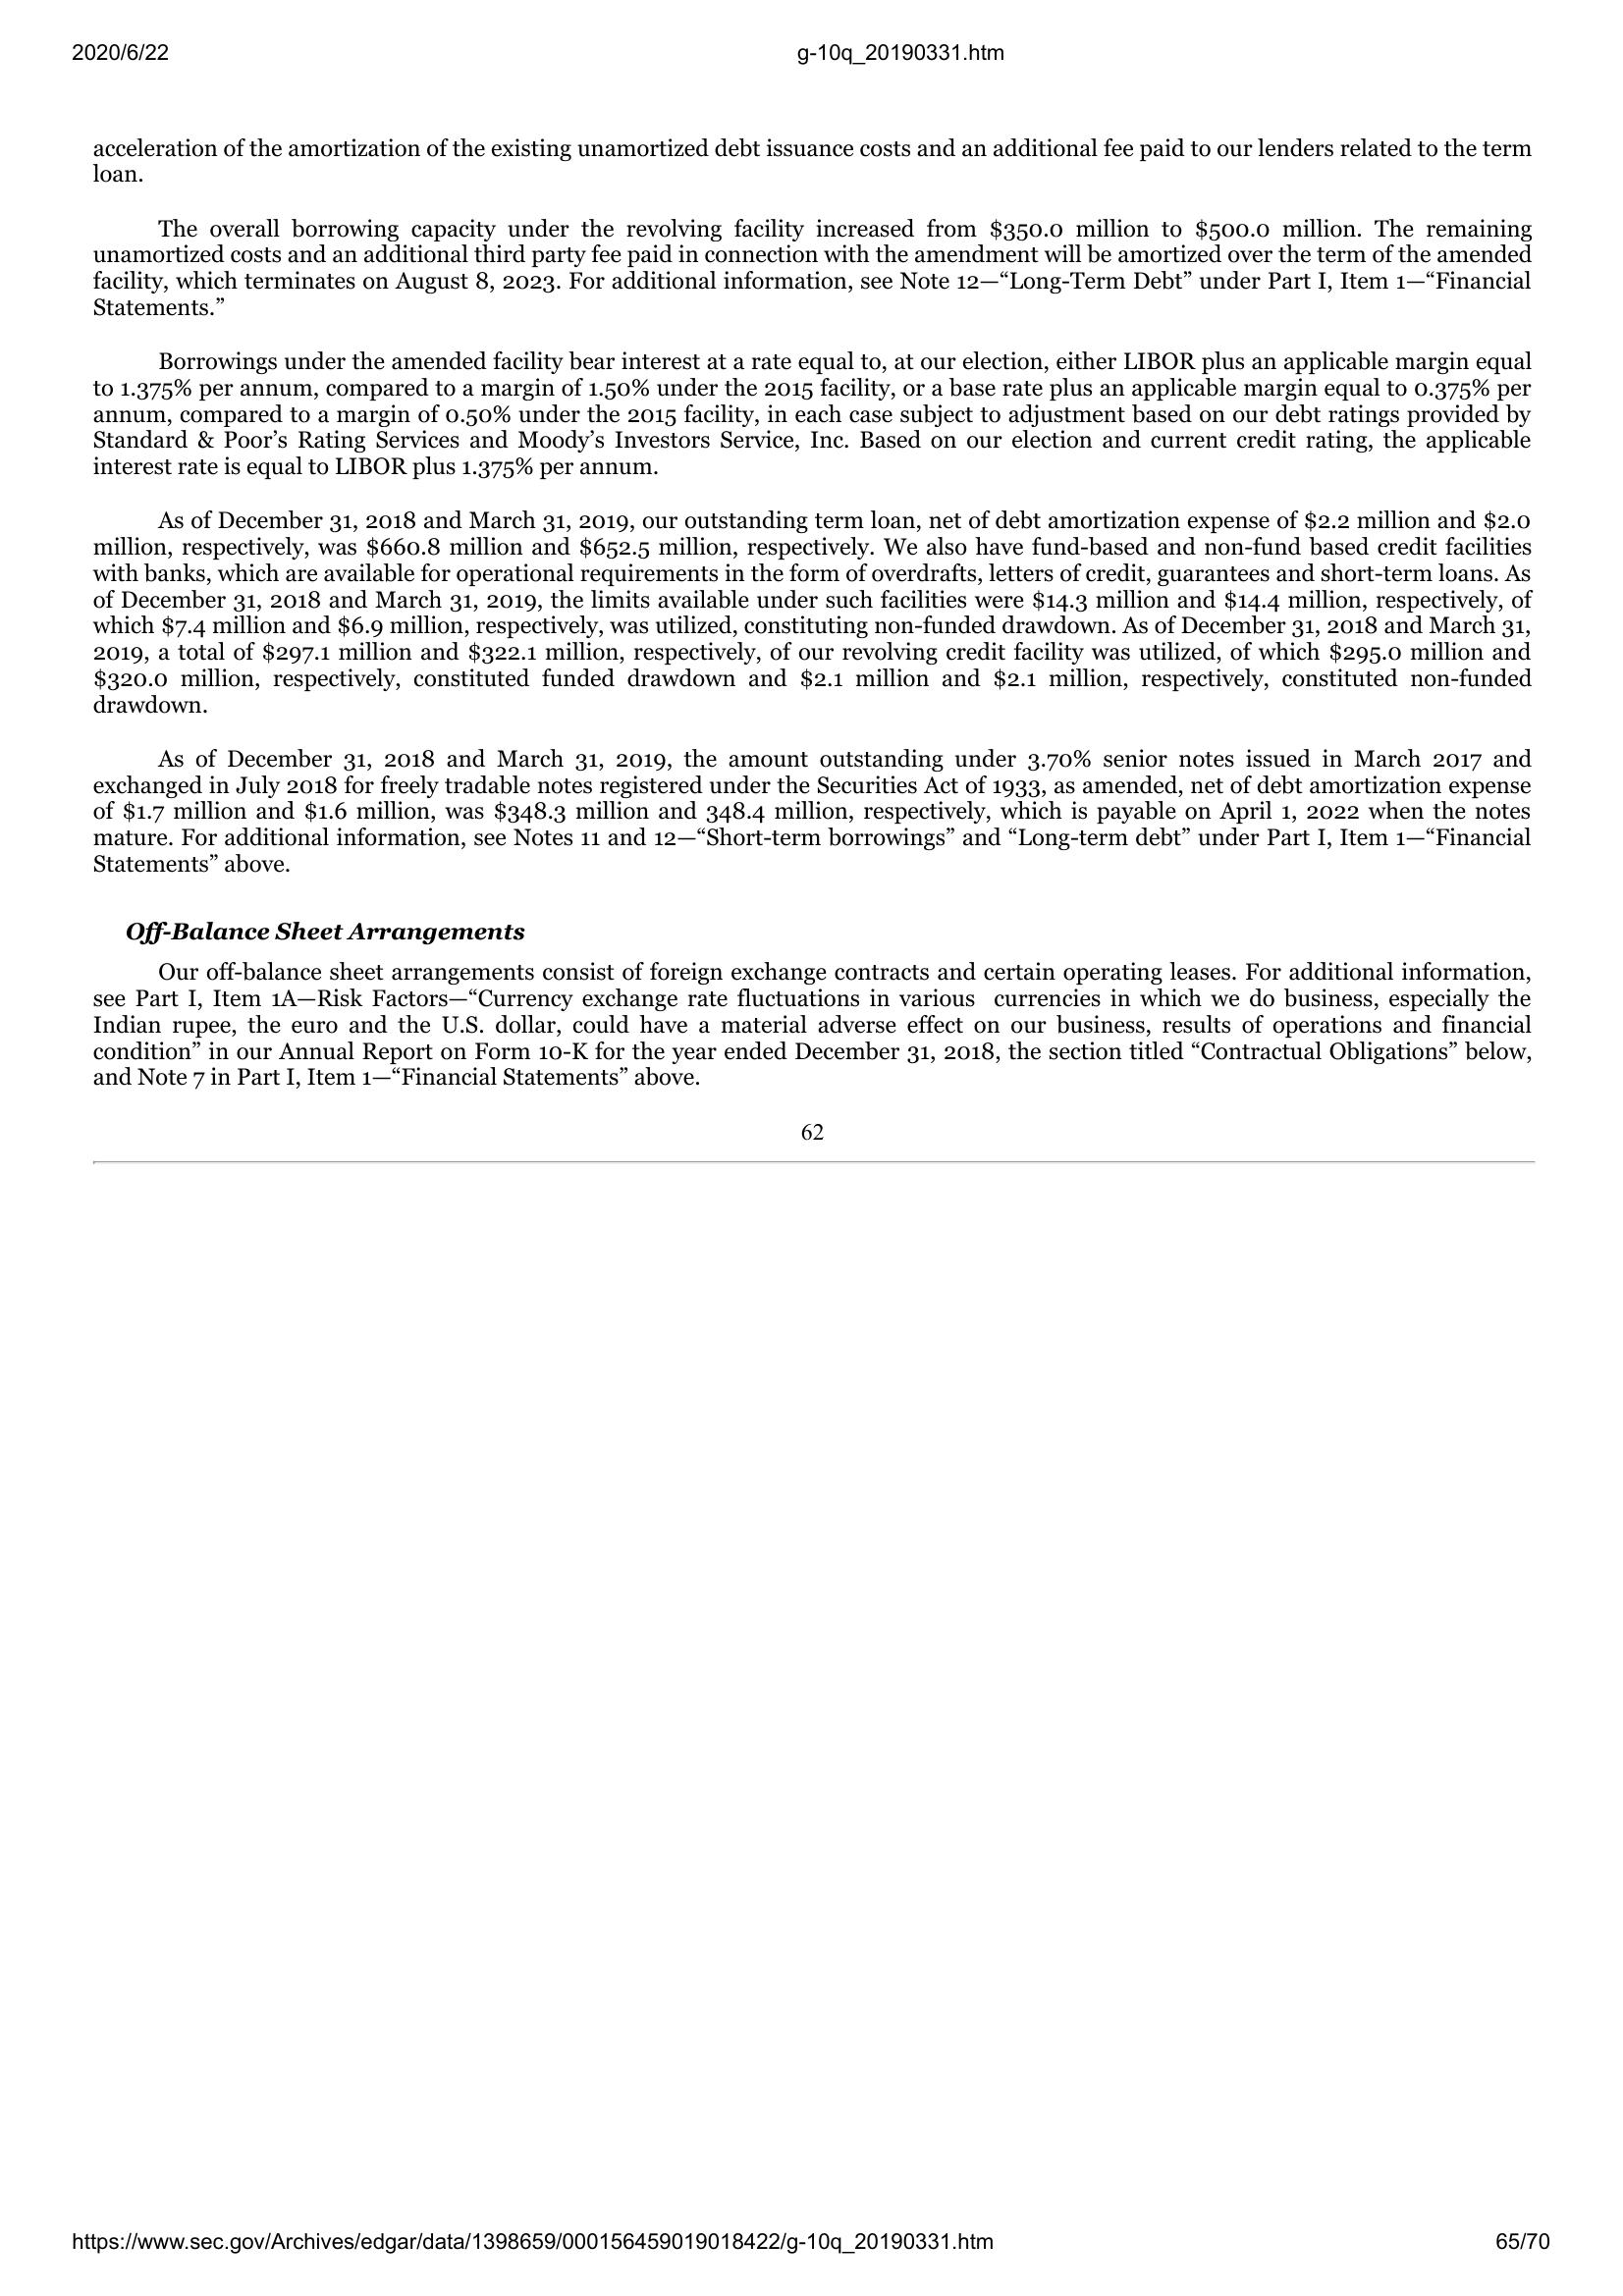 2020/6/22 g-10q_20190331.htm
acceleration of the amortization of the existing unamortized debt issuance costs and an additional fee paid to our lenders related to the term
loan.
The overall borrowing capacity under the revolving facility increased from $350.0 million to $500.0 million. The remaining
unamortized costs and an additional third party fee paid in connection with the amendment will be amortized over the term of the amended
facility, which terminates on August 8, 2023. For additional information, see Note 12—“Long-Term Debt” under Part I, Item 1—“Financial
Statements.”
Borrowings under the amended facility bear interest at a rate equal to, at our election, either LIBOR plus an applicable margin equal
to 1.375% per annum, compared to a margin of 1.50% under the 2015 facility, or a base rate plus an applicable margin equal to 0.375% per
annum, compared to a margin of 0.50% under the 2015 facility, in each case subject to adjustment based on our debt ratings provided by
Standard & Poor’s Rating Services and Moody’s Investors Service, Inc. Based on our election and current credit rating, the applicable
interest rate is equal to LIBOR plus 1.375% per annum.
As of December 31, 2018 and March 31, 2019, our outstanding term loan, net of debt amortization expense of $2.2 million and $2.0
million, respectively, was $660.8 million and $652.5 million, respectively. We also have fund-based and non-fund based credit facilities
with banks, which are available for operational requirements in the form of overdrafts, letters of credit, guarantees and short-term loans. As
of December 31, 2018 and March 31, 2019, the limits available under such facilities were $14.3 million and $14.4 million, respectively, of
which $7.4 million and $6.9 million, respectively, was utilized, constituting non-funded drawdown. As of December 31, 2018 and March 31,
2019, a total of $297.1 million and $322.1 million, respectively, of our revolving credit facility was utilized, of which $295.0 million and
$320.0 million, respectively, constituted funded drawdown and $2.1 million and $2.1 million, respectively, constituted non-funded
drawdown.
As of December 31, 2018 and March 31, 2019, the amount outstanding under 3.70% senior notes issued in March 2017 and
exchanged in July 2018 for freely tradable notes registered under the Securities Act of 1933, as amended, net of debt amortization expense
of $1.7 million and $1.6 million, was $348.3 million and 348.4 million, respectively, which is payable on April 1, 2022 when the notes
mature. For additional information, see Notes 11 and 12—“Short-term borrowings” and “Long-term debt” under Part I, Item 1—“Financial
Statements” above.
Off-Balance Sheet Arrangements
Our off-balance sheet arrangements consist of foreign exchange contracts and certain operating leases. For additional information,
see Part I, Item 1A—Risk Factors—“Currency exchange rate fluctuations in various currencies in which we do business, especially the
Indian rupee, the euro and the U.S. dollar, could have a material adverse effect on our business, results of operations and financial
condition” in our Annual Report on Form 10-K for the year ended December 31, 2018, the section titled “Contractual Obligations” below,
and Note 7 in Part I, Item 1—“Financial Statements” above.
62
https://www.sec.gov/Archives/edgar/data/1398659/000156459019018422/g-10q_20190331.htm 65/70